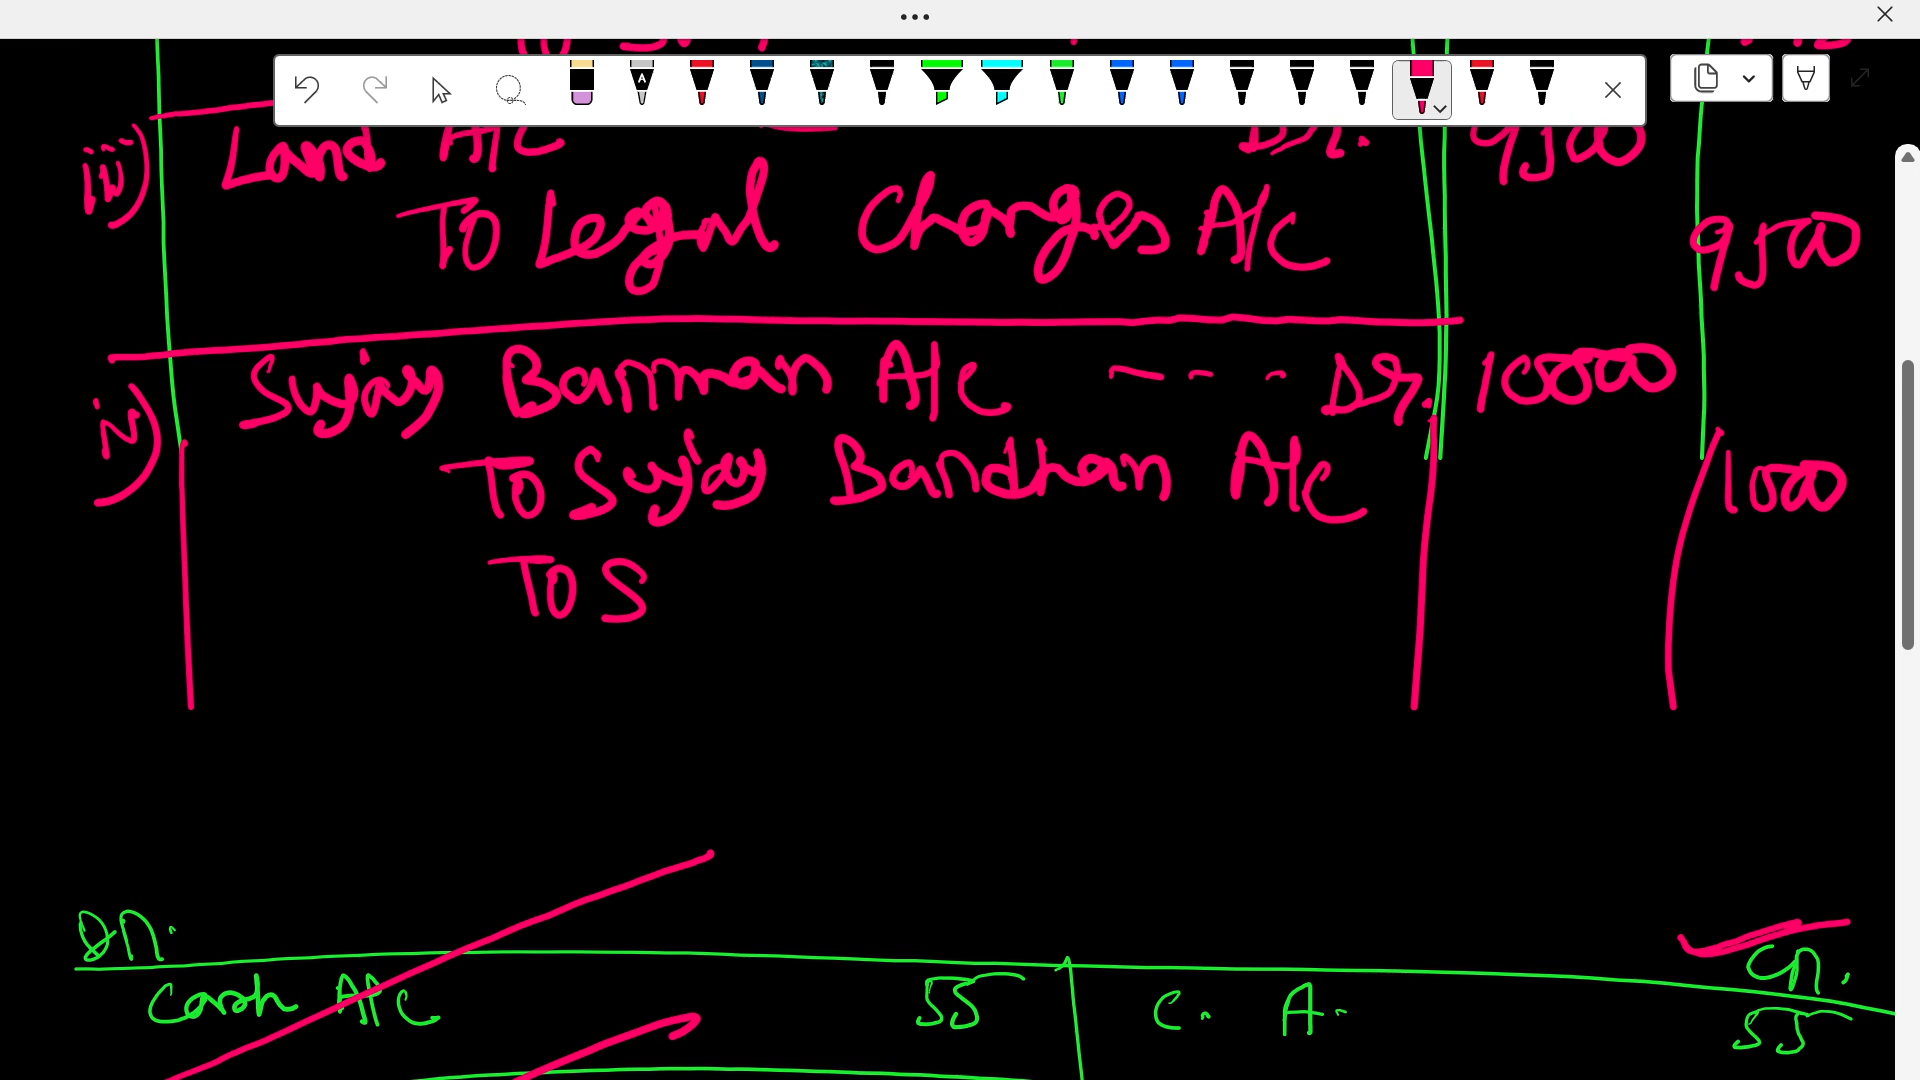 iii) Land A/C Dr. 9500
To Legal Charges A/C 9500
iv) Sujay Barman A/C - - - Dr. 10000
To Sujay Bandhan A/C 1000
To S
Dr. Cr.
Cash A/C 55 C. A. 55